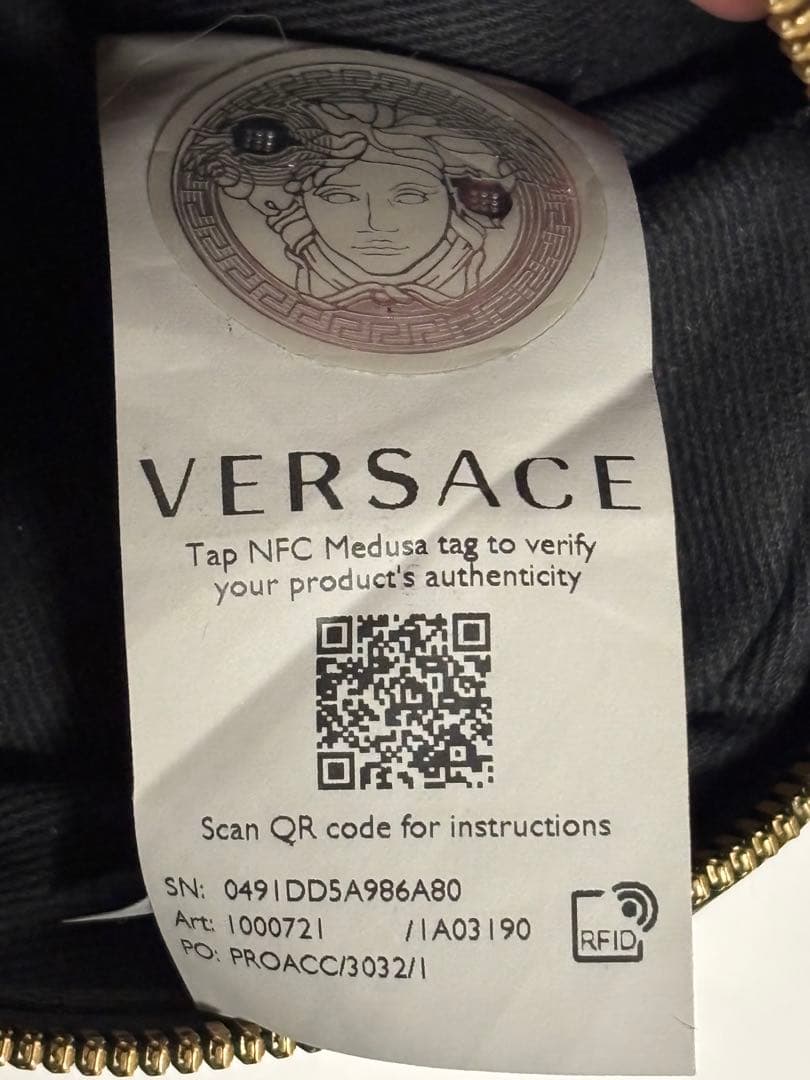 VERSACE
Tap NFC Medusa tag to verify
your product's authenticity
Scan QR code for instructions
SN: 0491DD5A986A80
Art: 1000721 /1A03190
PO: PROACC/3032/1
RFID